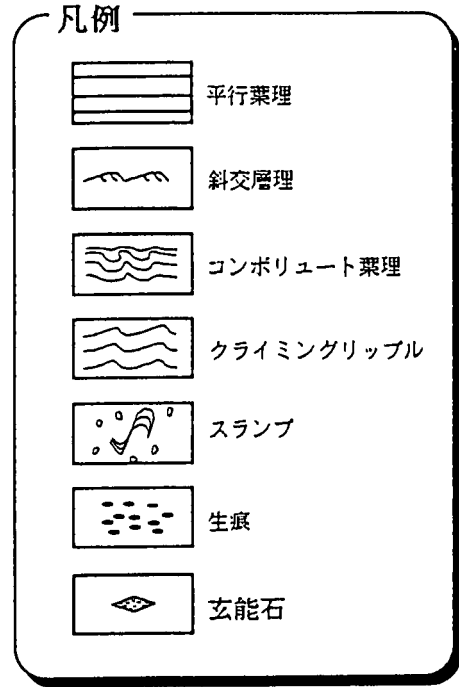 凡例
平行葉理
斜交層理
コンボリュート葉理
クライミングリップル
スランプ
生痕
玄能石